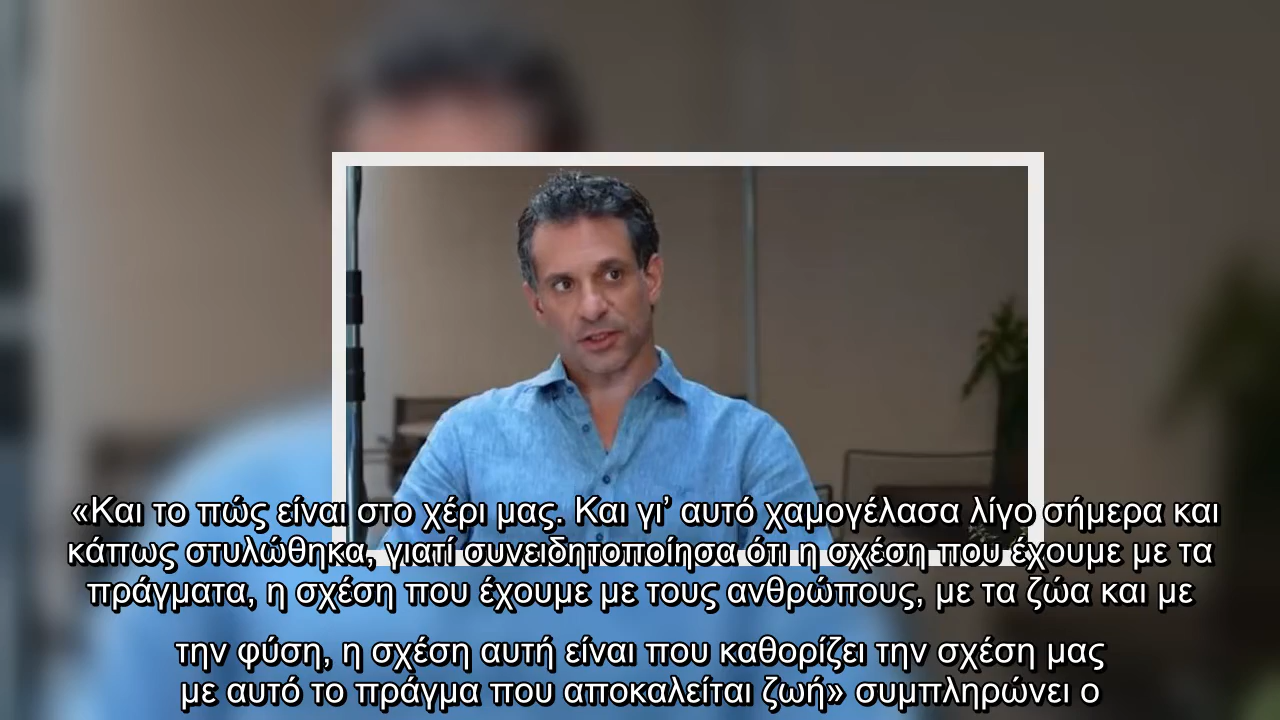 «Και το πώς είναι στο χέρι μας. Και γι’ αυτό χαμογέλασα λίγο σήμερα και
κάπως στυλώθηκα, γιατί συνειδητοποίησα ότι η σχέση που έχουμε με τα
πράγματα, η σχέση που έχουμε με τους ανθρώπους, με τα ζώα και με
την φύση, η σχέση αυτή είναι που καθορίζει την σχέση μας
με αυτό το πράγμα που αποκαλείται ζωή» συμπληρώνει ο